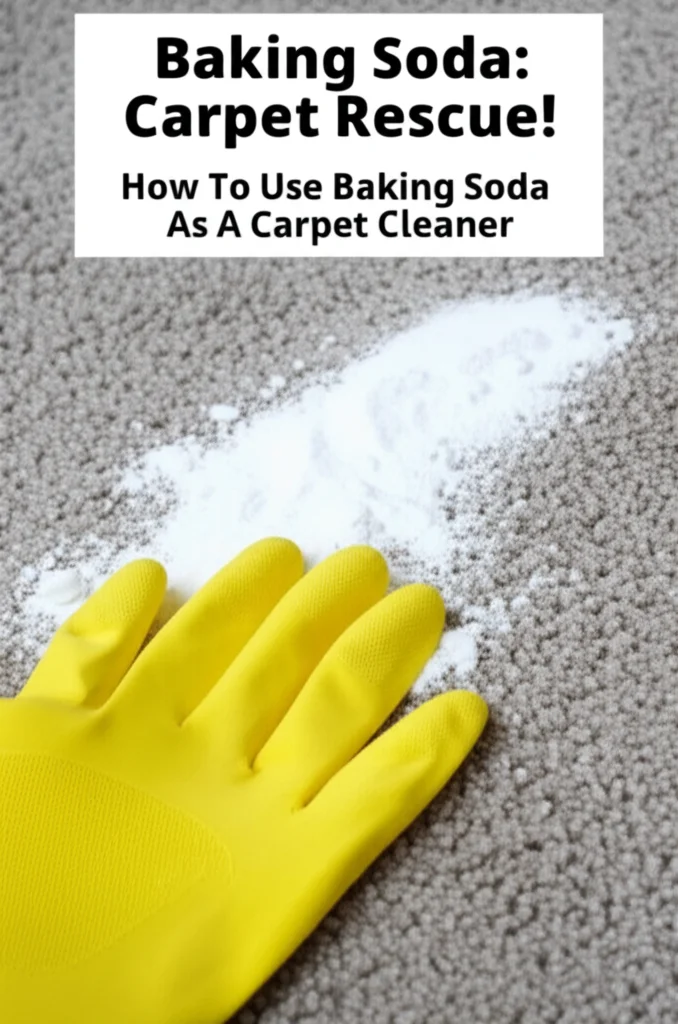 Baking Soda:
Carpet Rescue!
How To Use Baking Soda
As A Carpet Cleaner